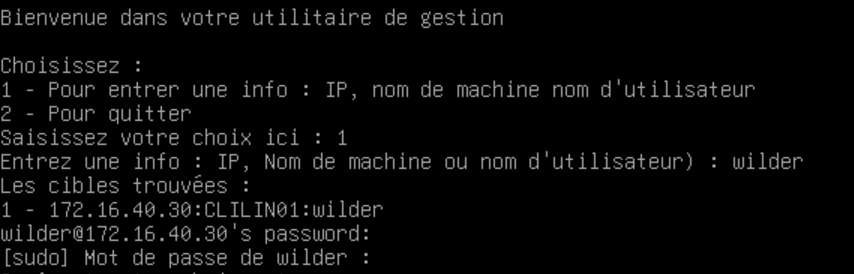 Bienvenue dans votre utilitaire de gestion
Choisissez :
1 - Pour entrer une info : IP, nom de machine nom d'utilisateur
2 - Pour quitter
Saisissez votre choix ici : 1
Entrez une info : IP, Nom de machine ou nom d'utilisateur) : wilder
Les cibles trouvées :
1 - 172.16.40.30:CLILIN01:wilder
wilder@172.16.40.30's password:
[sudo] Mot de passe de wilder :